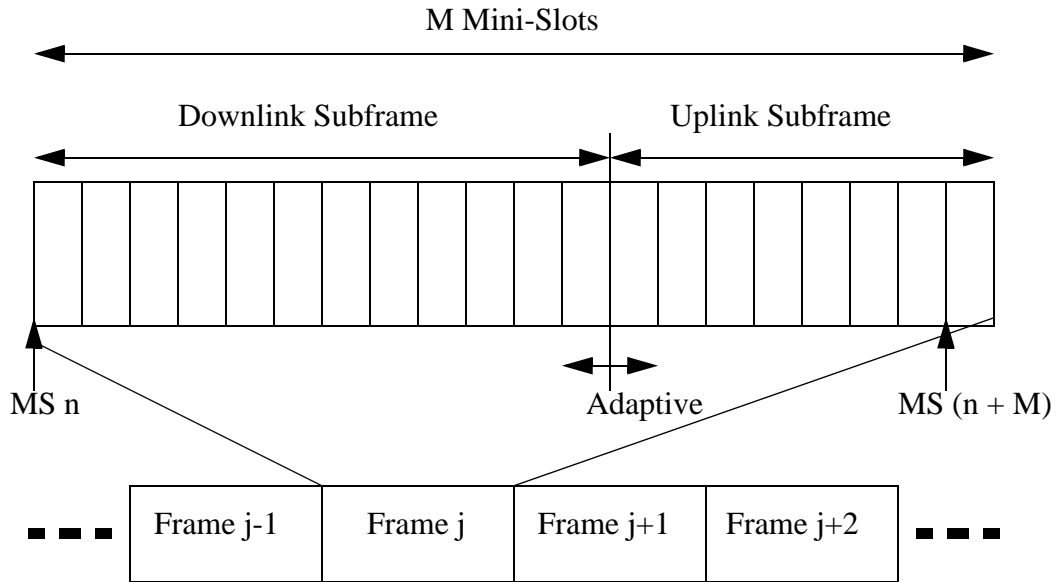 M Mini-Slots
Downlink Subframe
Uplink Subframe
MS n
Adaptive
MS (n + M)
Frame j-1
Frame j
Frame j+1
Frame j+2